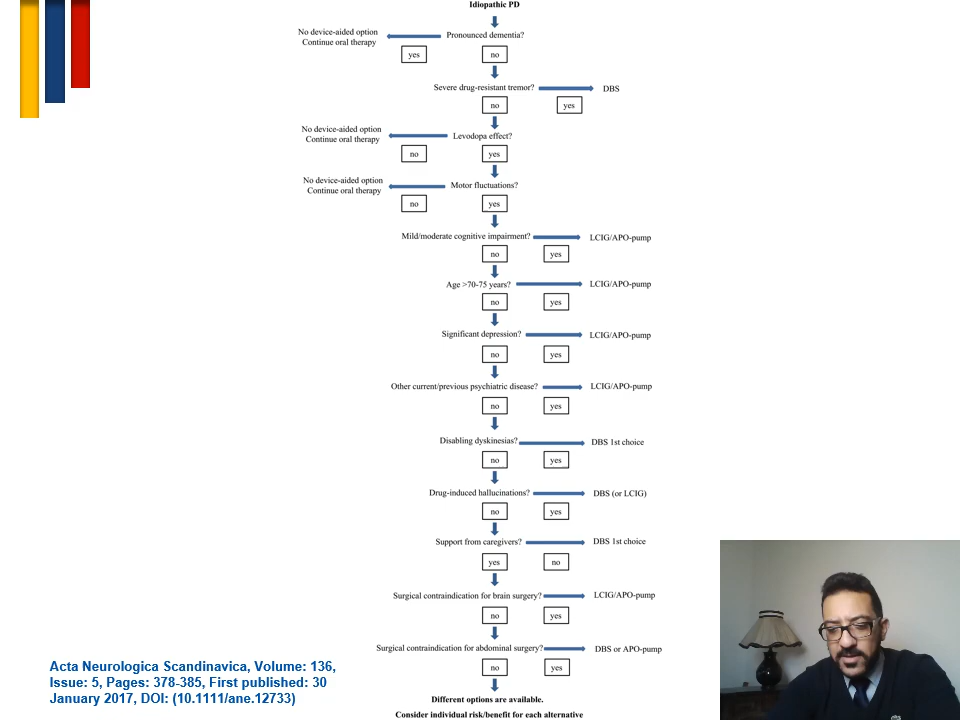 Idiopathic PD
No device-aided option
Continue oral therapy
Pronounced dementia?
yes
no
Severe drug-resistant tremor?
DBS
no
yes
No device-aided option
Continue oral therapy
Levodopa effect?
no
yes
No device-aided option
Continue oral therapy
Motor fluctuations?
no
yes
Mild/moderate cognitive impairment?
LCIG/APO-pump
no
yes
Age >70-75 years?
LCIG/APO-pump
no
yes
Significant depression?
LCIG/APO-pump
no
yes
Other current/previous psychiatric disease?
LCIG/APO-pump
no
yes
Disabling dyskinesias?
DBS 1st choice
no
yes
Drug-induced hallucinations?
DBS (or LCIG)
no
yes
Support from caregivers?
DBS 1st choice
yes
no
Surgical contraindication for brain surgery?
LCIG/APO-pump
no
yes
Surgical contraindication for abdominal surgery?
DBS or APO-pump
no
yes
Different options are available.
Consider individual risk/benefit for each alternative
Acta Neurologica Scandinavica, Volume: 136,
Issue: 5, Pages: 378-385, First published: 30
January 2017, DOI: (10.1111/ane.12733)